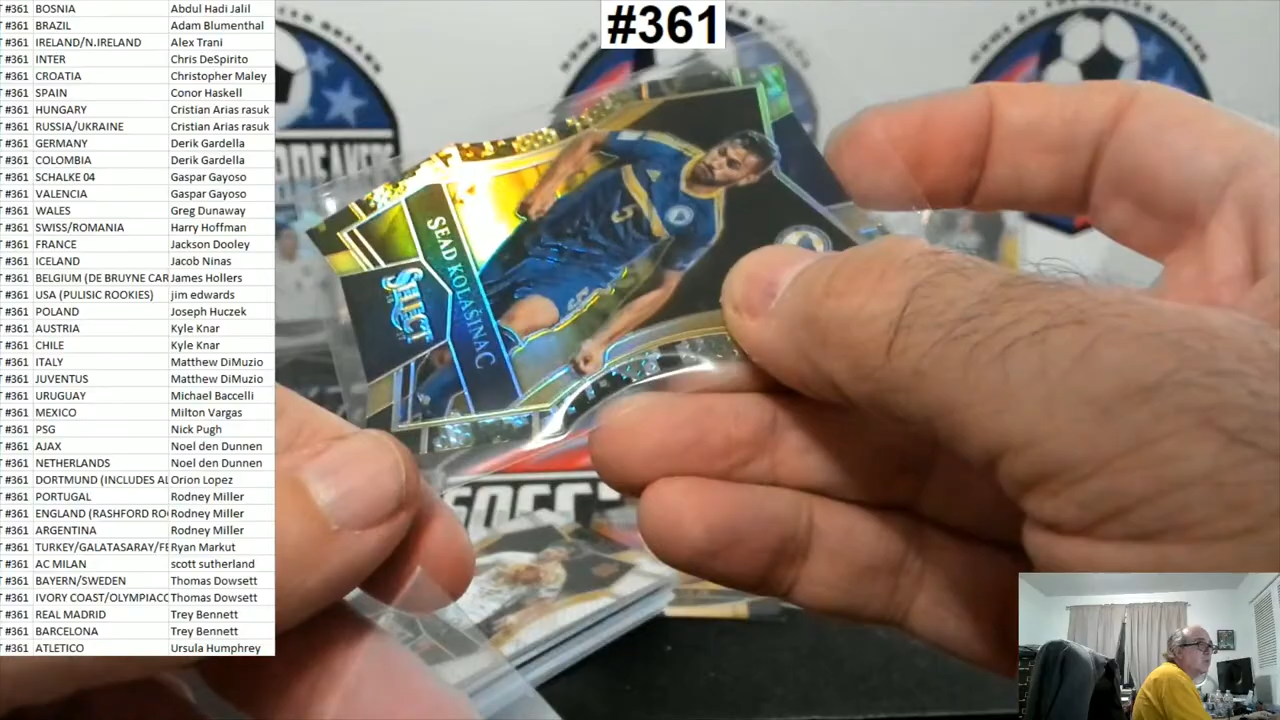 #361
T #361 BOSNIA Abdul Hadi Jalil
T #361 BRAZIL Adam Blumenthal
T #361 IRELAND/N.IRELAND Alex Trani
T #361 INTER Chris DeSpirito
T #361 CROATIA Christopher Maley
T #361 SPAIN Conor Haskell
T #361 HUNGARY Cristian Arias rasuk
T #361 RUSSIA/UKRAINE Cristian Arias rasuk
T #361 GERMANY Derik Gardella
T #361 COLOMBIA Derik Gardella
T #361 SCHALKE 04 Gaspar Gayoso
T #361 VALENCIA Gaspar Gayoso
T #361 WALES Greg Dunaway
T #361 SWISS/ROMANIA Harry Hoffman
T #361 FRANCE Jackson Dooley
T #361 ICELAND Jacob Ninas
T #361 BELGIUM (DE BRUYNE CAR James Hollers
T #361 USA (PULISIC ROOKIES) jim edwards
T #361 POLAND Joseph Huczek
T #361 AUSTRIA Kyle Knar
T #361 CHILE Kyle Knar
T #361 ITALY Matthew DiMuzio
T #361 JUVENTUS Matthew DiMuzio
T #361 URUGUAY Michael Baccelli
T #361 MEXICO Milton Vargas
T #361 PSG Nick Pugh
T #361 AJAX Noel den Dunnen
T #361 NETHERLANDS Noel den Dunnen
T #361 DORTMUND (INCLUDES AL Orion Lopez
T #361 PORTUGAL Rodney Miller
T #361 ENGLAND (RASHFORD RO Rodney Miller
T #361 ARGENTINA Rodney Miller
T #361 TURKEY/GALATASARAY/FE Ryan Markut
T #361 AC MILAN scott sutherland
T #361 BAYERN/SWEDEN Thomas Dowsett
T #361 IVORY COAST/OLYMPIACO Thomas Dowsett
T #361 REAL MADRID Trey Bennett
T #361 BARCELONA Trey Bennett
T #361 ATLETICO Ursula Humphrey
SEAD KOLAŠINAC
SELECT
5